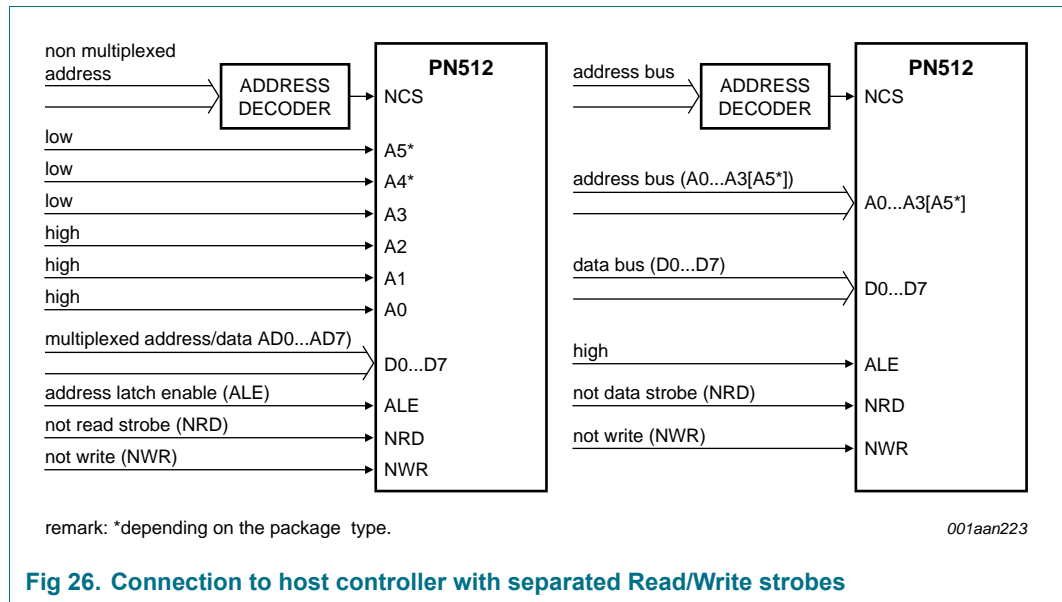 non multiplexed
address
ADDRESS
DECODER
PN512
NCS
low
A5*
low
A4*
low
A3
high
A2
high
A1
high
A0
multiplexed address/data AD0...AD7)
D0...D7
address latch enable (ALE)
ALE
not read strobe (NRD)
NRD
not write (NWR)
NWR
address bus
ADDRESS
DECODER
PN512
NCS
address bus (A0...A3[A5*])
A0...A3[A5*]
data bus (D0...D7)
D0...D7
high
ALE
not data strobe (NRD)
NRD
not write (NWR)
NWR
remark: *depending on the package type.
001aan223
Fig 26. Connection to host controller with separated Read/Write strobes